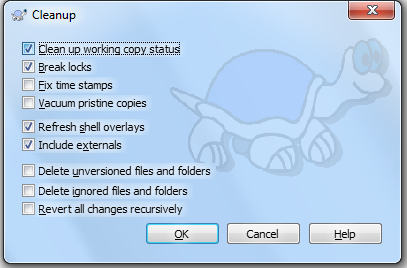 Cleanup
Clean up working copy status
Break locks
Fix time stamps
Vacuum pristine copies
Refresh shell overlays
Include externals
Delete unversioned files and folders
Delete ignored files and folders
Revert all changes recursively
OK Cancel Help